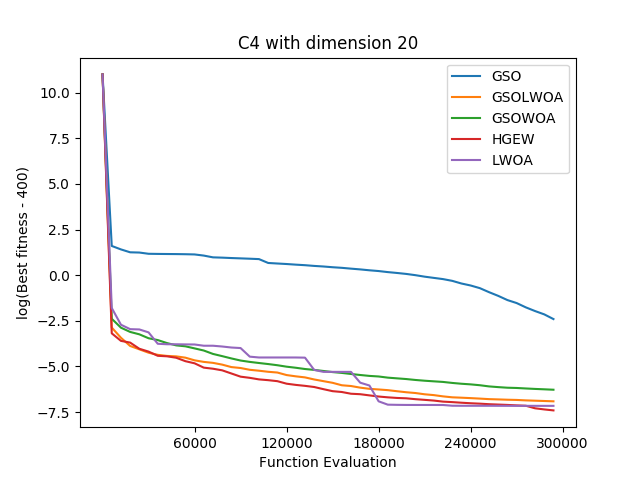 C4 with dimension 20
log(Best fitness - 400)
10.0
7.5
5.0
2.5
0.0
−2.5
−5.0
−7.5
GSO
GSOLWOA
GSOWOA
HGEW
LWOA
60000 120000 180000 240000 300000
Function Evaluation